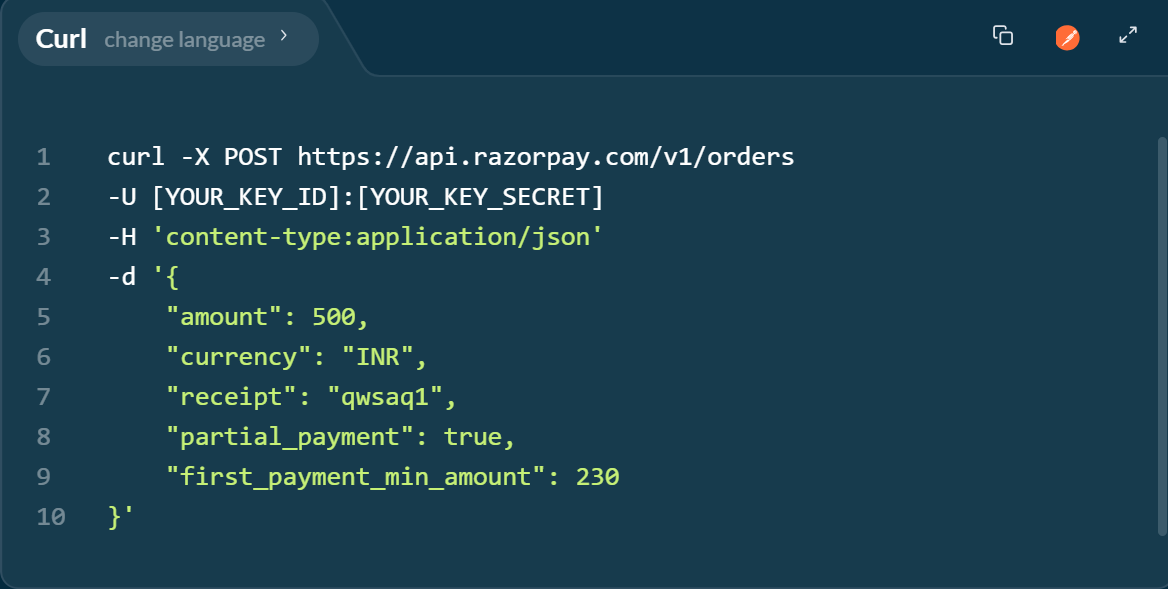 Curl change language
1 curl -X POST https://api.razorpay.com/v1/orders
2 -U [YOUR_KEY_ID]:[YOUR_KEY_SECRET]
3 -H 'content-type:application/json'
4 -d '{
5     "amount": 500,
6     "currency": "INR",
7     "receipt": "qwsaq1",
8     "partial_payment": true,
9     "first_payment_min_amount": 230
10 }'